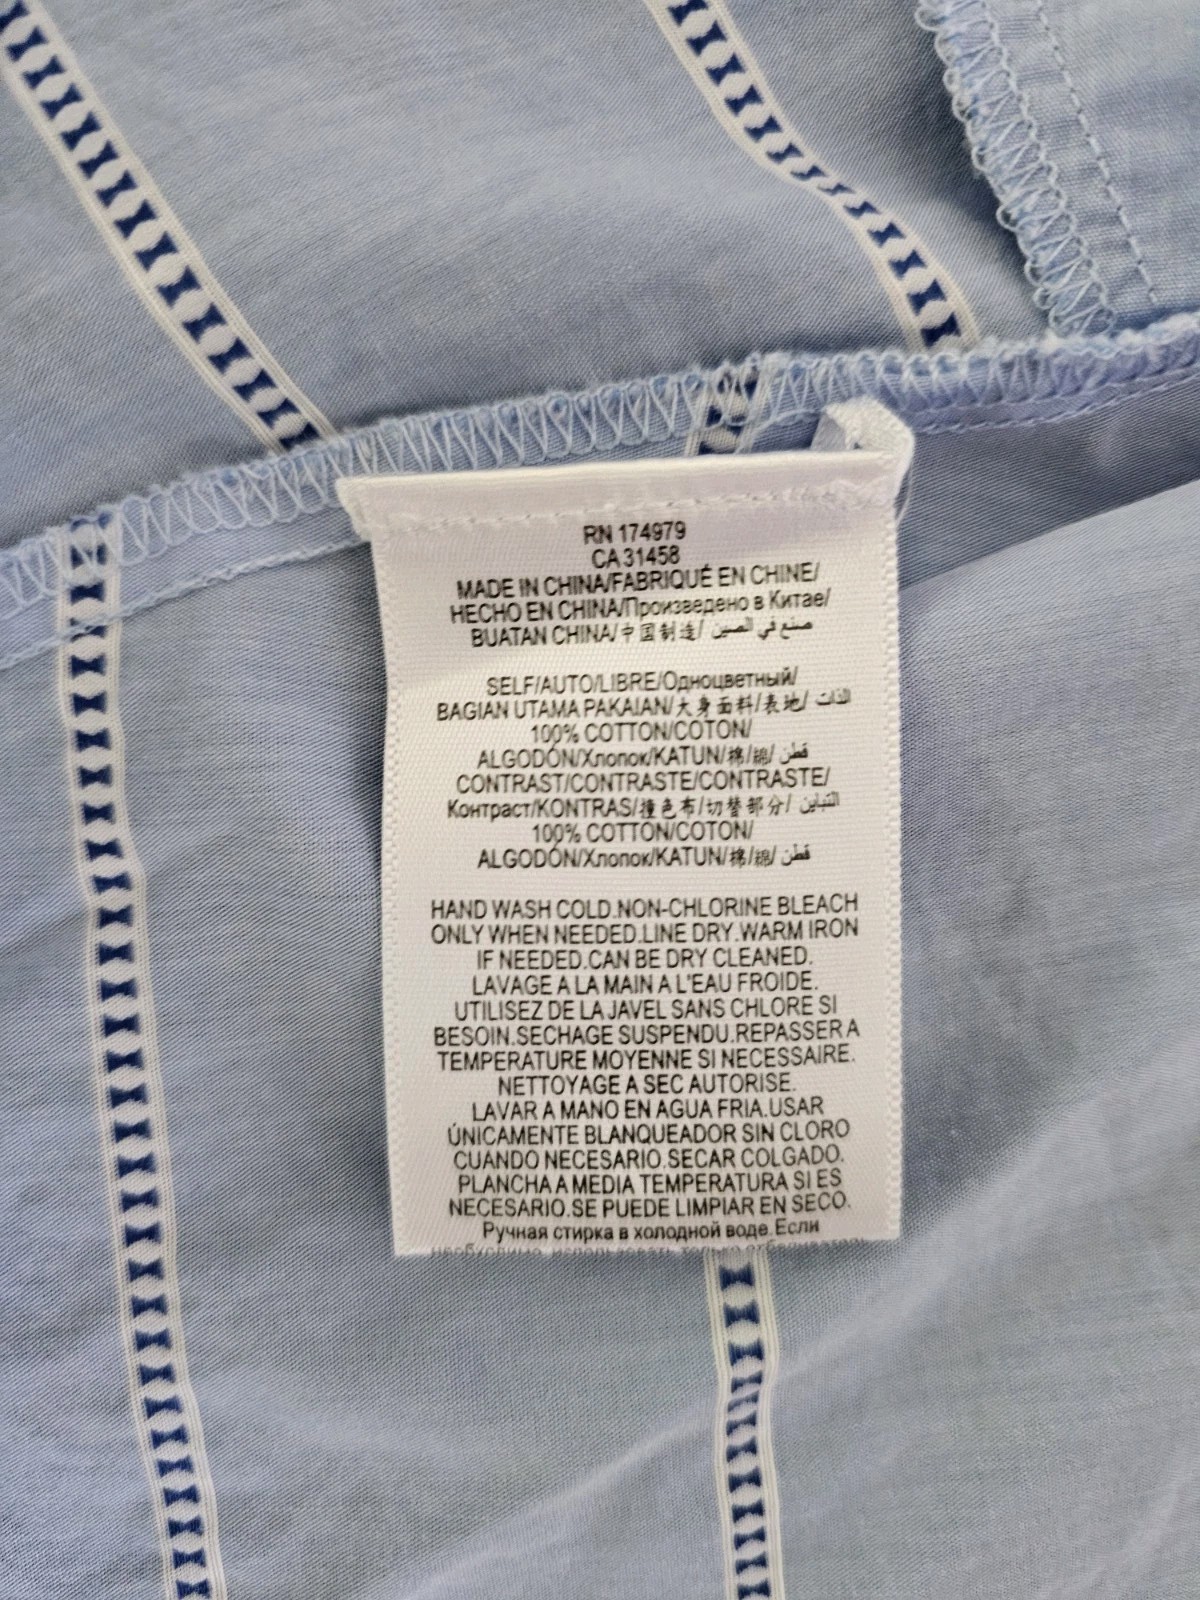 RN 174979
CA 31458
MADE IN CHINA/FABRIQUÉ EN CHINE/
HECHO EN CHINA/Произведено в Китае/
BUATAN CHINA/中国制造/ صنع في الصين
SELF/AUTO/LIBRE/Одноцветный/
BAGIAN UTAMA PAKAIAN/大身面料/表地/ الذات
100% COTTON/COTON/
ALGODÓN/Хлопок/KATUN/棉/綿/ قطن
CONTRAST/CONTRASTE/CONTRASTE/
Контраст/KONTRAS/撞色布/切替部分/ التباين
100% COTTON/COTON/
ALGODÓN/Хлопок/KATUN/棉/綿/ قطن
HAND WASH COLD.NON-CHLORINE BLEACH
ONLY WHEN NEEDED.LINE DRY.WARM IRON
IF NEEDED.CAN BE DRY CLEANED.
LAVAGE A LA MAIN A L'EAU FROIDE.
UTILISEZ DE LA JAVEL SANS CHLORE SI
BESOIN.SECHAGE SUSPENDU.REPASSER A
TEMPERATURE MOYENNE SI NECESSAIRE.
NETTOYAGE A SEC AUTORISE.
LAVAR A MANO EN AGUA FRIA.USAR
ÚNICAMENTE BLANQUEADOR SIN CLORO
CUANDO NECESARIO.SECAR COLGADO.
PLANCHA A MEDIA TEMPERATURA SI ES
NECESARIO.SE PUEDE LIMPIAR EN SECO.
Ручная стирка в холодной воде.Если
необходимо, использовать только